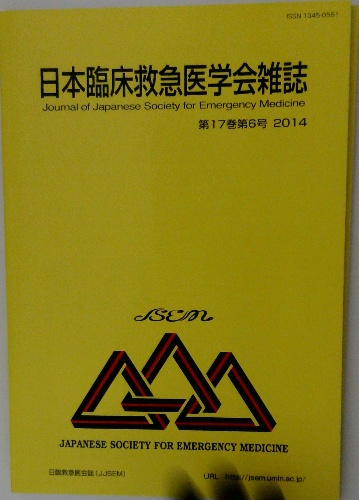 ISSN 1345-0581
日本臨床救急医学会雑誌
Journal of Japanese Society for Emergency Medicine
第17巻第6号 2014
JSEM
JAPANESE SOCIETY FOR EMERGENCY MEDICINE
日臨救急医会誌〔JJSEM〕
URL http://jsem.umin.ac.jp/